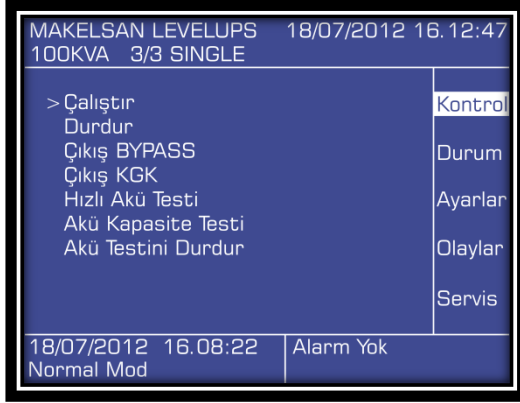 MAKELSAN LEVELUPS 18/07/2012 16.12:47
100KVA 3/3 SINGLE
>Çalıştır
Durdur
Çıkış BYPASS
Çıkış KGK
Hızlı Akü Testi
Akü Kapasite Testi
Akü Testini Durdur
Kontrol
Durum
Ayarlar
Olaylar
Servis
18/07/2012 16.08:22
Normal Mod
Alarm Yok